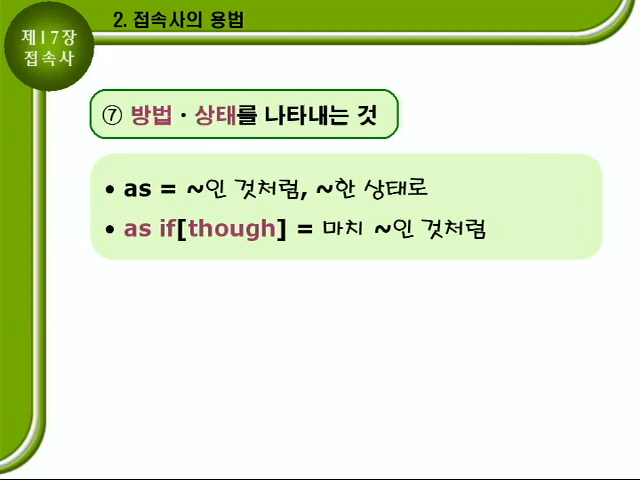 2. 접속사의 용법
제17장
접속사
⑦ 방법 · 상태를 나타내는 것
• as = ~인 것처럼, ~한 상태로
• as if[though] = 마치 ~인 것처럼